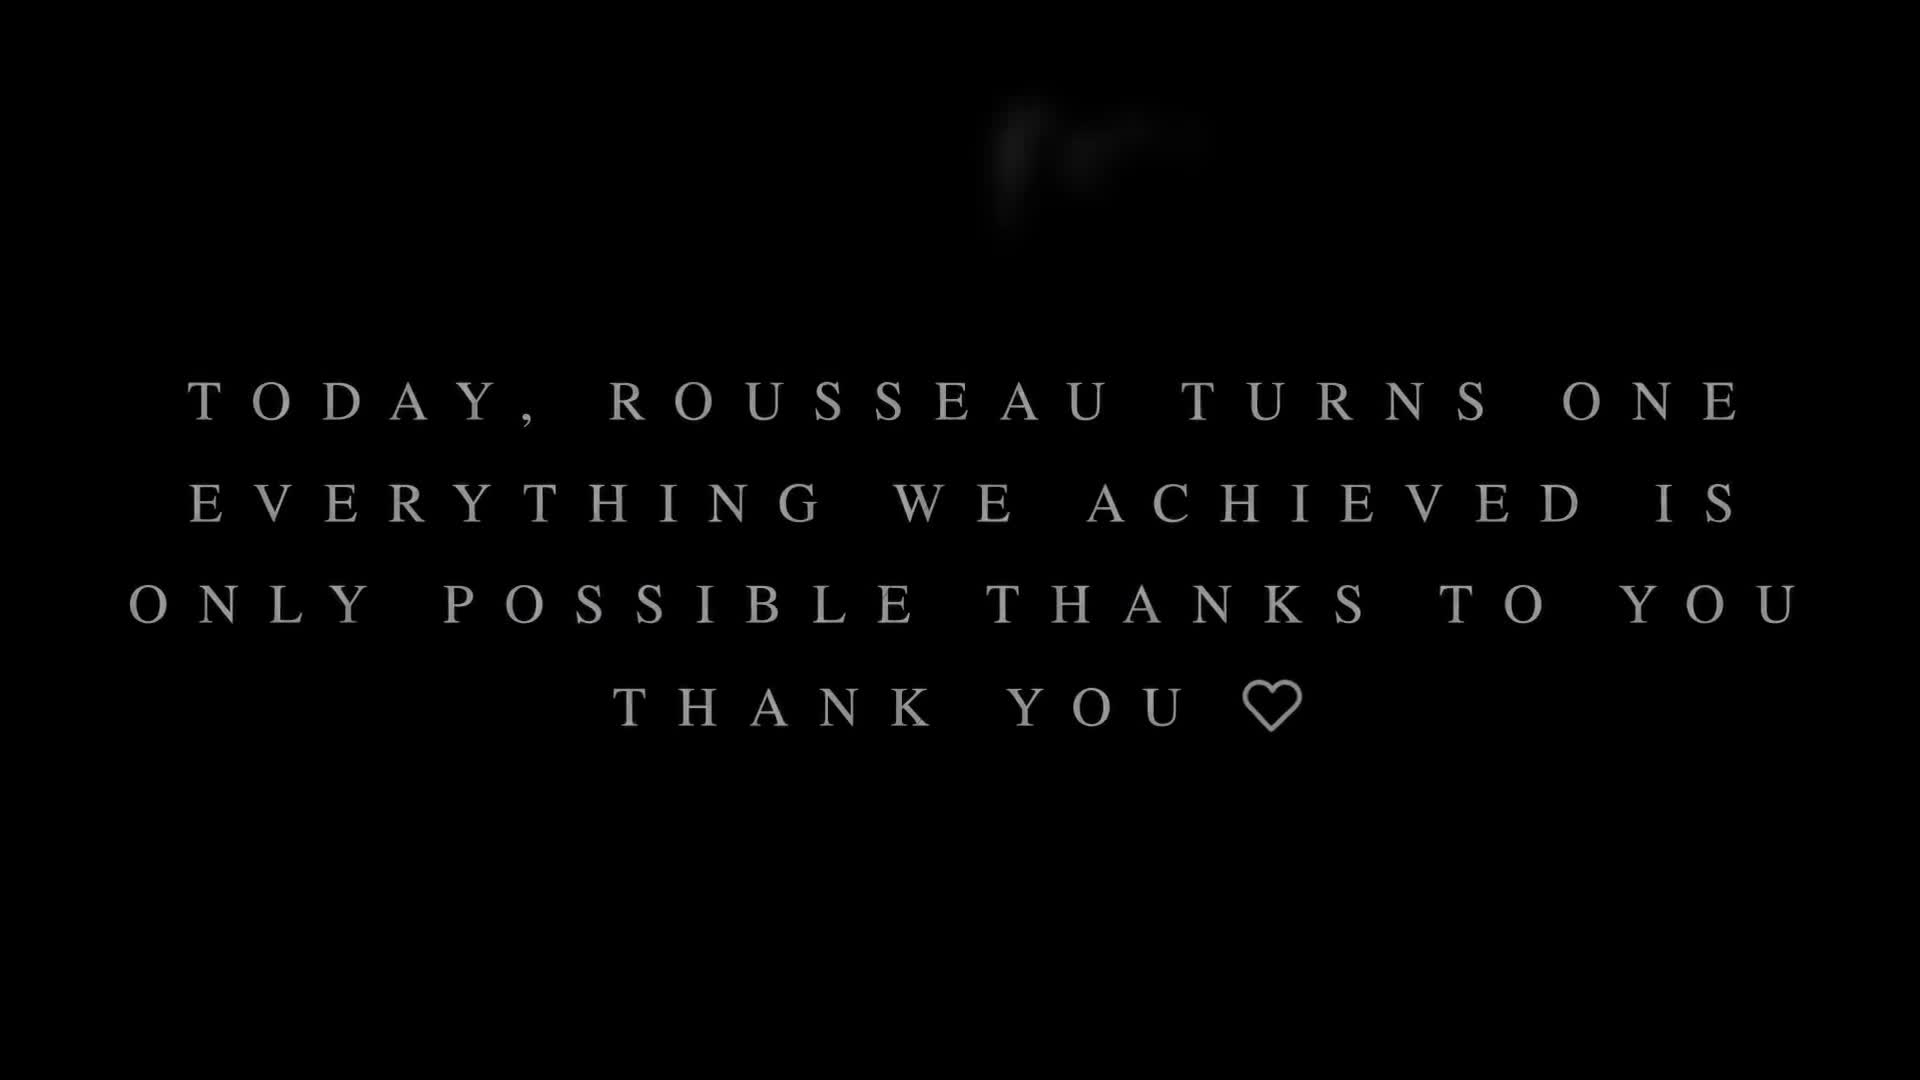 TODAY, ROUSSEAU TURNS ONE
EVERYTHING WE ACHIEVED IS
ONLY POSSIBLE THANKS TO YOU
THANK YOU ♡